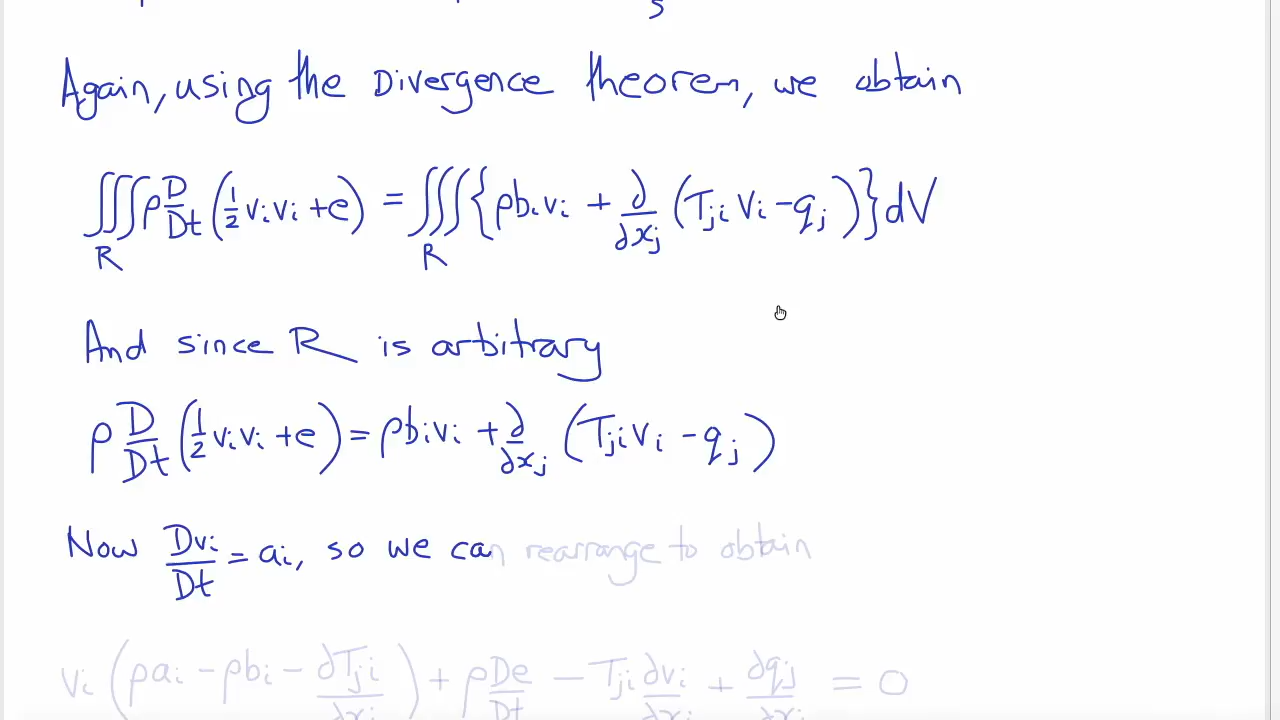 Again, using the Divergence theorem, we obtain
∭_R ρ D/Dt (1/2 vᵢvᵢ + e) = ∭_R {ρbᵢvᵢ + ∂/∂xⱼ (Tⱼᵢvᵢ − qⱼ)} dV
And since R is arbitrary
ρ D/Dt (1/2 vᵢvᵢ + e) = ρbᵢvᵢ + ∂/∂xⱼ (Tⱼᵢvᵢ − qⱼ)
Now Dvᵢ/Dt = aᵢ, so we can rearrange to obtain
vᵢ (ρaᵢ − ρbᵢ − ∂Tⱼᵢ/∂xⱼ) + ρ De/Dt − Tⱼᵢ ∂vᵢ/∂xⱼ + ∂qⱼ/∂xⱼ = 0